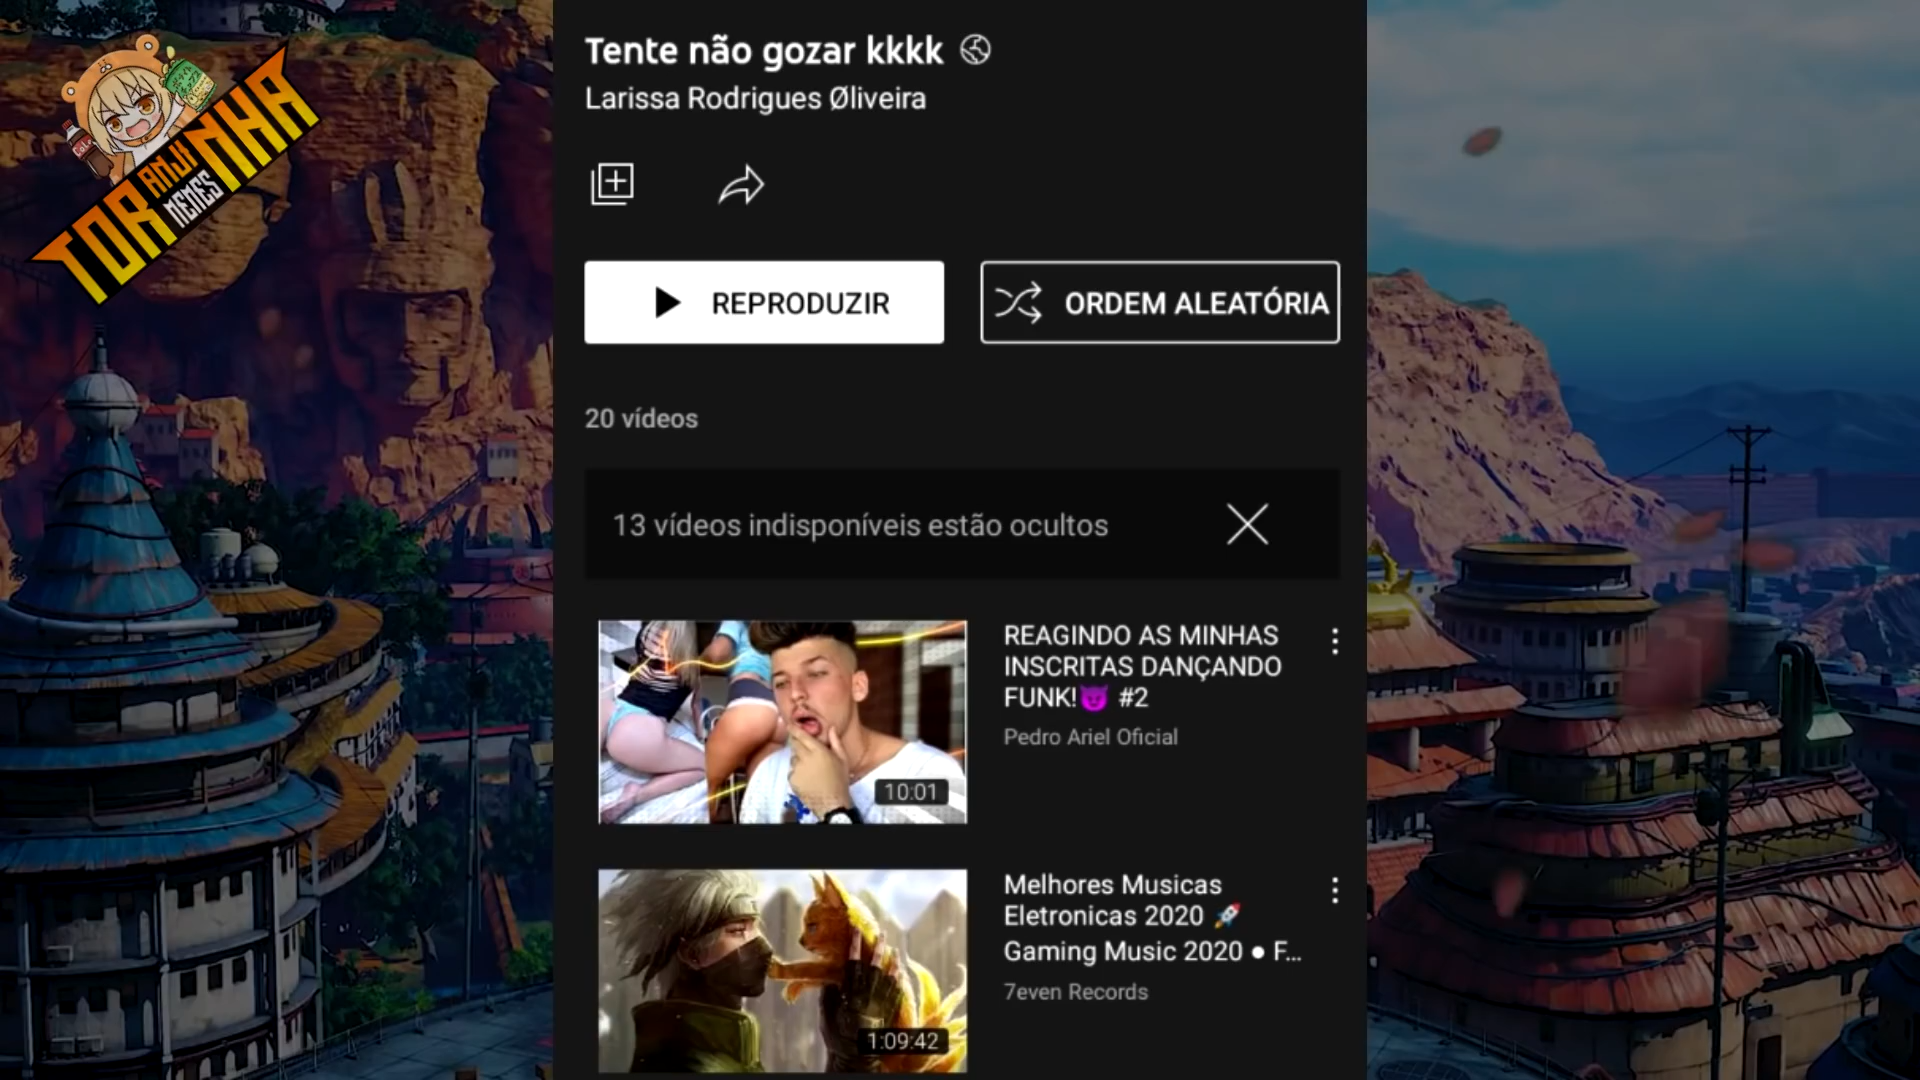 TORANJINHA
MEMES
Cola
Tente não gozar kkkk
Larissa Rodrigues Øliveira
REPRODUZIR
ORDEM ALEATÓRIA
20 vídeos
13 vídeos indisponíveis estão ocultos
REAGINDO AS MINHAS
INSCRITAS DANÇANDO
FUNK!😈 #2
Pedro Ariel Oficial
10:01
Melhores Musicas
Eletronicas 2020 🚀
Gaming Music 2020 ● F...
7even Records
1:09:42